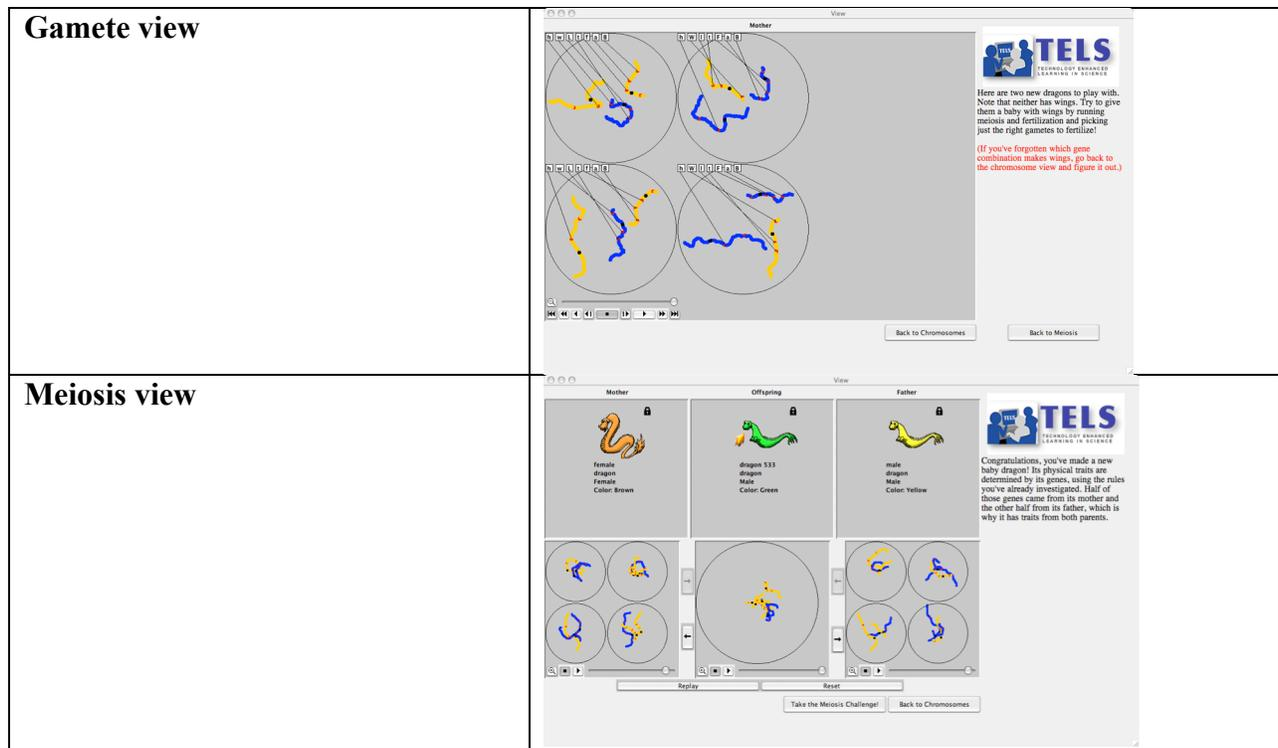 Gamete view
View
Mother
h W L t f a B
h W l t F a B
h w L t f a B
h W l t F a B
TELS
TECHNOLOGY ENHANCED
LEARNING IN SCIENCE
Here are two new dragons to play with.
Note that neither has wings. Try to give
them a baby with wings by running
meiosis and fertilization and picking
just the right gametes to fertilize!
(If you've forgotten which gene
combination makes wings, go back to
the chromosome view and figure it out.)
Back to Chromosomes
Back to Meiosis
Meiosis view
View
Mother
Offspring
Father
female
dragon
Female
Color: Brown
dragon 533
dragon
Male
Color: Green
male
dragon
Male
Color: Yellow
TELS
TECHNOLOGY ENHANCED
LEARNING IN SCIENCE
Congratulations, you've made a new
baby dragon! Its physical traits are
determined by its genes, using the rules
you've already investigated. Half of
those genes came from its mother and
the other half from its father, which is
why it has traits from both parents.
Replay
Reset
Take the Meiosis Challenge!
Back to Chromosomes